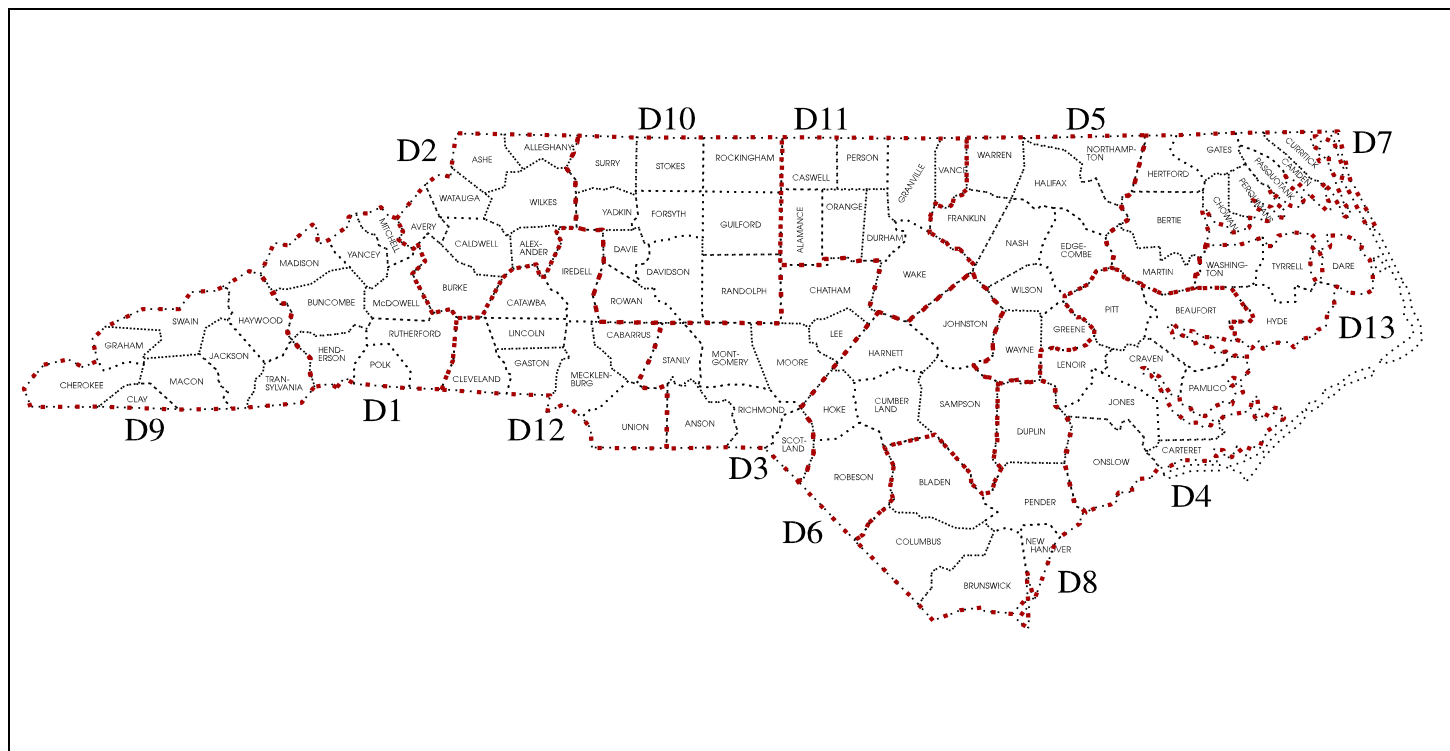 D10
D11
D5
D7
D2
ALLEGHANY
ASHE
SURRY
STOKES
ROCKINGHAM
CASWELL
PERSON
GRANVILLE
VANCE
WARREN
NORTHAMP-
TON
GATES
CURRITICK
CAMDEN
PASQUOTANK
PERQUIMANS
CHOWAN
HERTFORD
HALIFAX
WATAUGA
WILKES
YADKIN
FORSYTH
GUILFORD
ALAMANCE
ORANGE
DURHAM
FRANKLIN
BERTIE
MITCHELL
AVERY
CALDWELL
ALEX-
ANDER
IREDELL
DAVIE
DAVIDSON
NASH
EDGE-
COMBE
MARTIN
WASHING-
TON
TYRRELL
DARE
MADISON
YANCEY
BURKE
CATAWBA
ROWAN
RANDOLPH
CHATHAM
WAKE
WILSON
PITT
BEAUFORT
HYDE
D13
BUNCOMBE
McDOWELL
SWAIN
HAYWOOD
RUTHERFORD
LINCOLN
CABARRUS
LEE
JOHNSTON
GREENE
WAYNE
GRAHAM
JACKSON
HEND-
ERSON
POLK
CLEVELAND
GASTON
MECKLEN-
BURG
STANLY
MONT-
GOMERY
MOORE
HARNETT
LENOIR
CRAVEN
PAMLICO
CHEROKEE
CLAY
MACON
TRAN-
SYLVANIA
UNION
ANSON
RICHMOND
SCOT-
LAND
HOKE
CUMBER
LAND
SAMPSON
DUPLIN
JONES
CARTERET
ONSLOW
D9
D1
D12
D3
D4
ROBESON
BLADEN
PENDER
D6
COLUMBUS
NEW
HANOVER
BRUNSWICK
D8